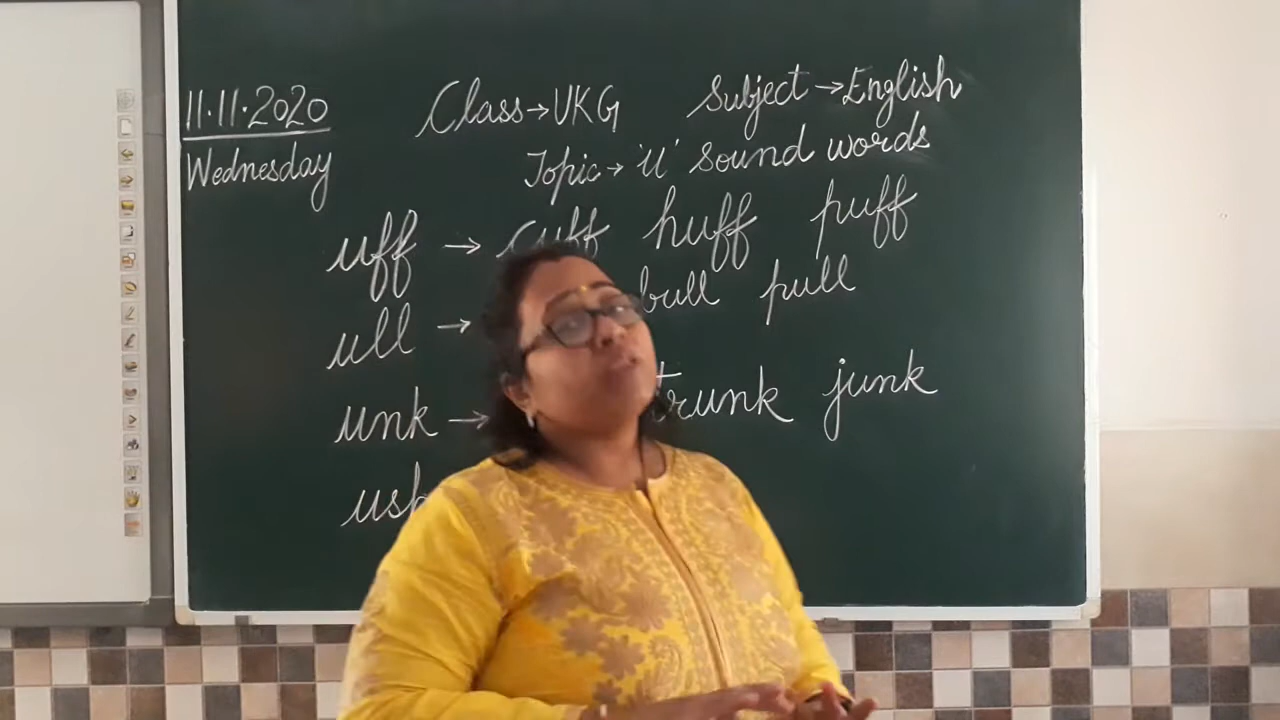 11.11.2020 Class→UKG Subject→English
Wednesday Topic→'u' sound words
uff → cuff huff puff
ull → bull pull
unk → trunk junk